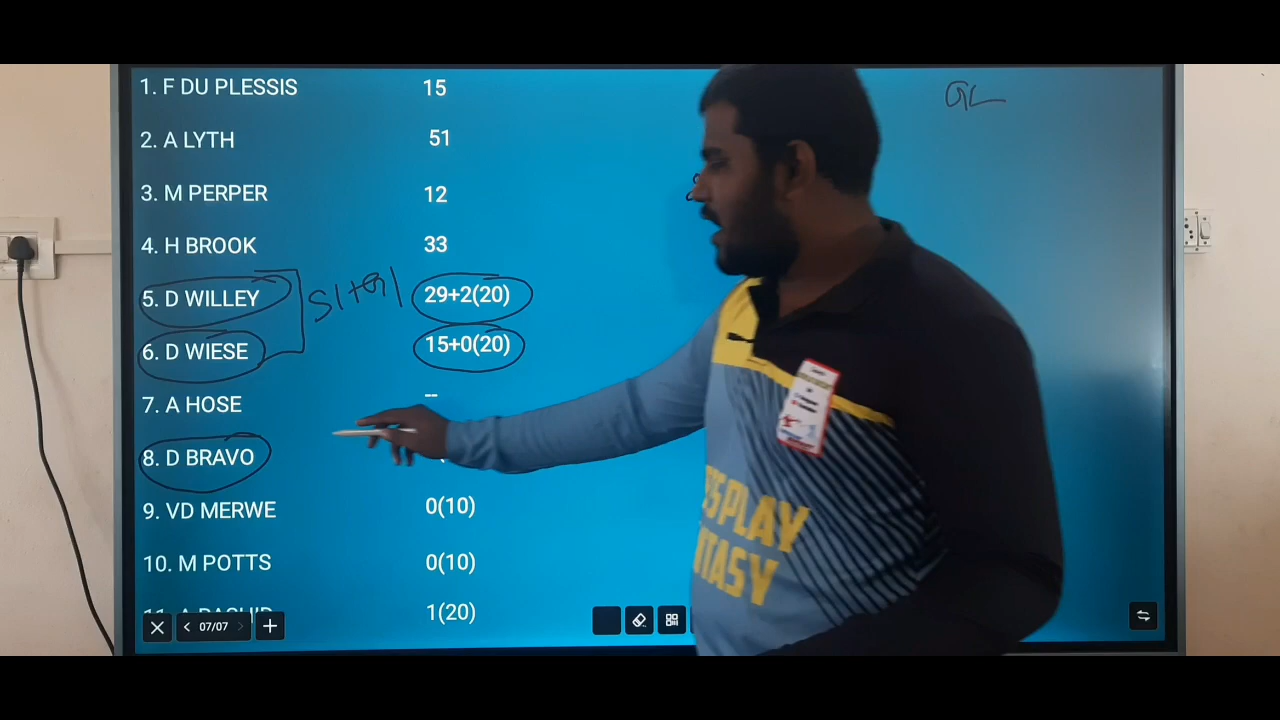 1. F DU PLESSIS 15
2. A LYTH 51
3. M PERPER 12
4. H BROOK 33
5. D WILLEY 29+2(20)
6. D WIESE 15+0(20)
7. A HOSE --
8. D BRAVO
9. VD MERWE 0(10)
10. M POTTS 0(10)
1(20)
07/07